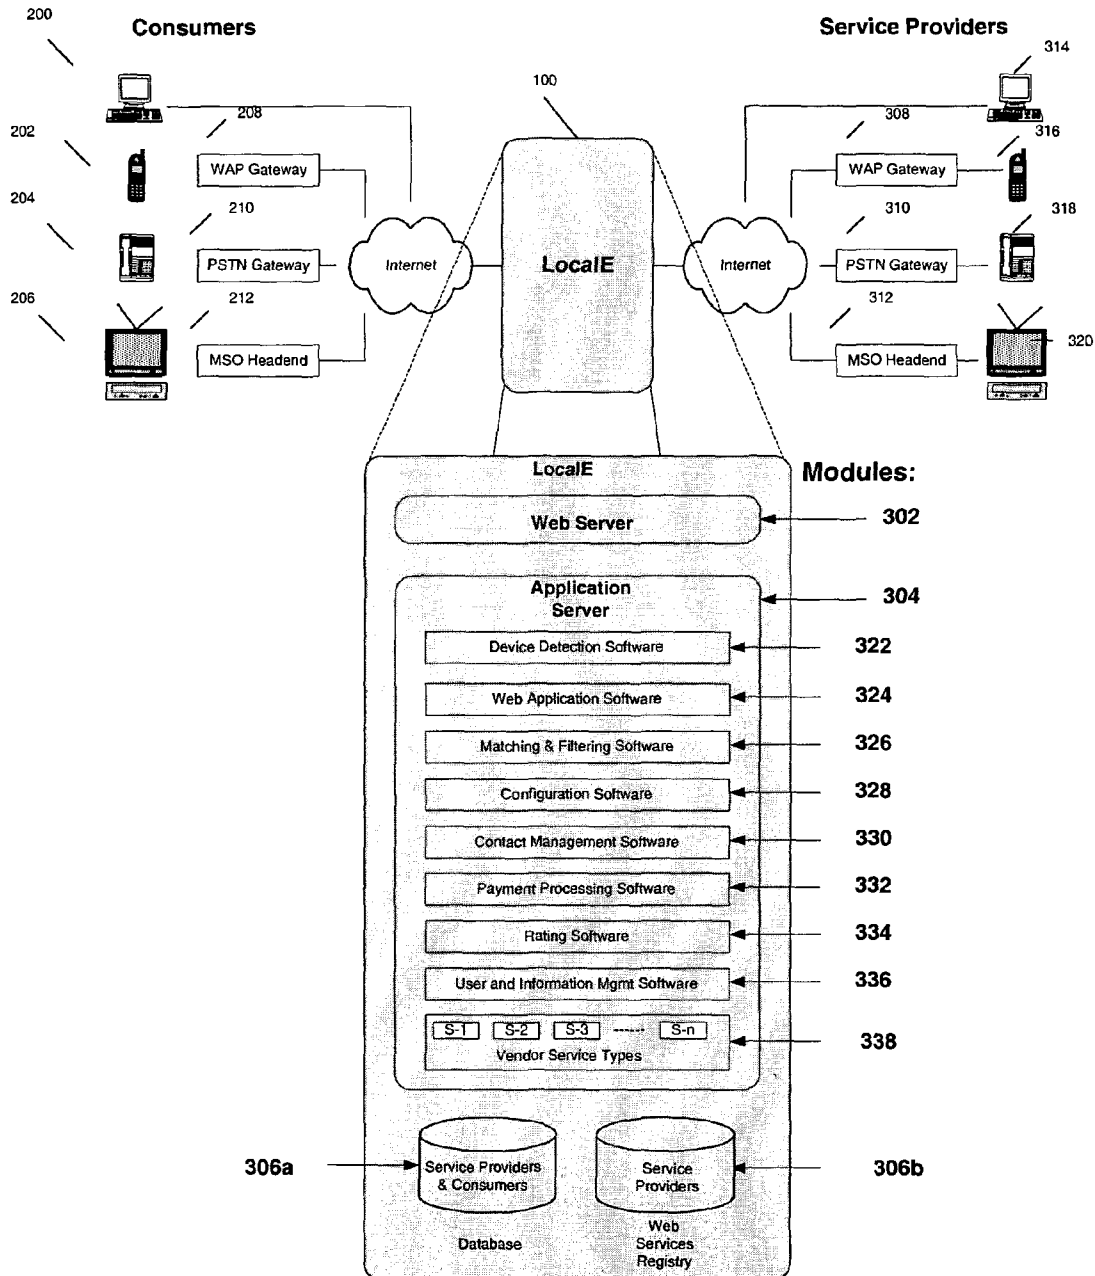 200
Consumers
Service Providers
314
100
208
308
316
202
WAP Gateway
WAP Gateway
204
210
310
318
Internet
LocalE
Internet
PSTN Gateway
PSTN Gateway
206
212
312
320
MSO Headend
MSO Headend
LocalE
Modules:
Web Server
302
Application
Server
304
Device Detection Software
322
Web Application Software
324
Matching & Filtering Software
326
Configuration Software
328
Contact Management Software
330
Payment Processing Software
332
Rating Software
334
User and Information Mgmt Software
336
S-1 S-2 S-3 ------ S-n
Vendor Service Types
338
306a
Service Providers
& Consumers
Service
Providers
306b
Database
Web
Services
Registry